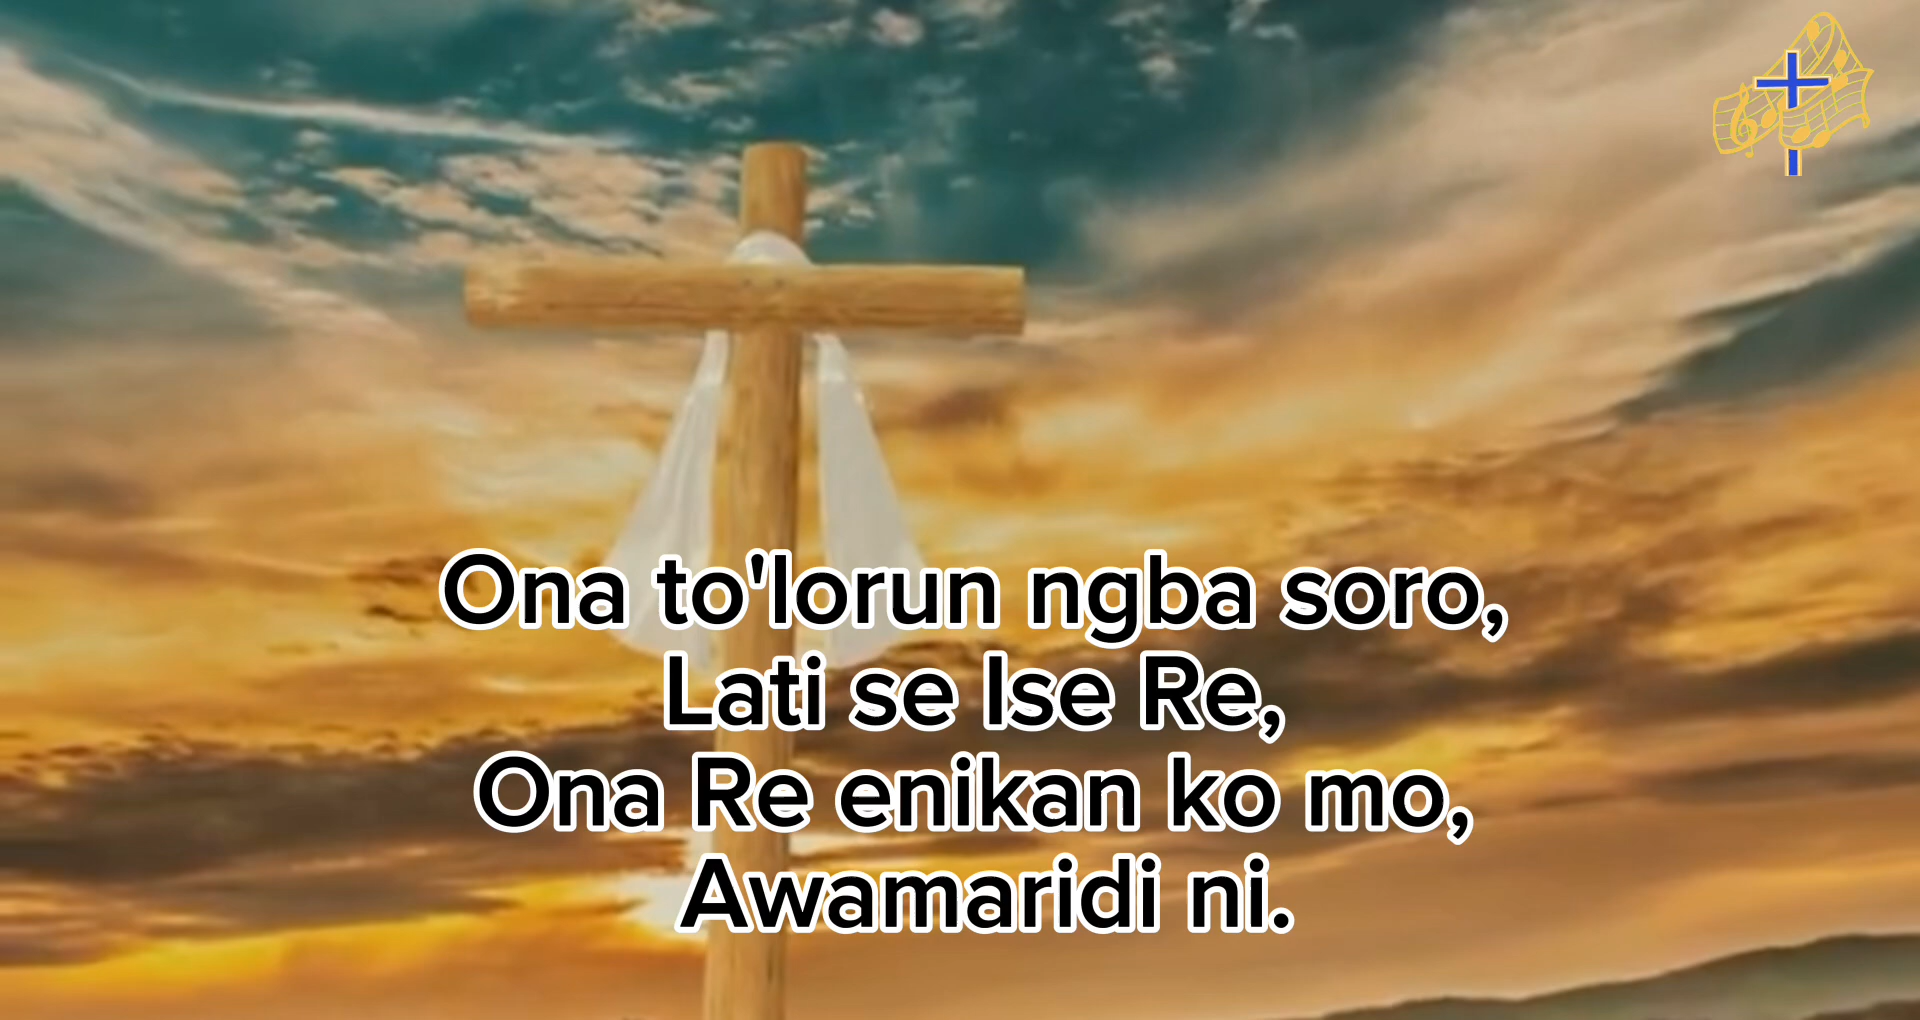 Ona to'lorun ngba soro,
Lati se Ise Re,
Ona Re enikan ko mo,
Awamaridi ni.